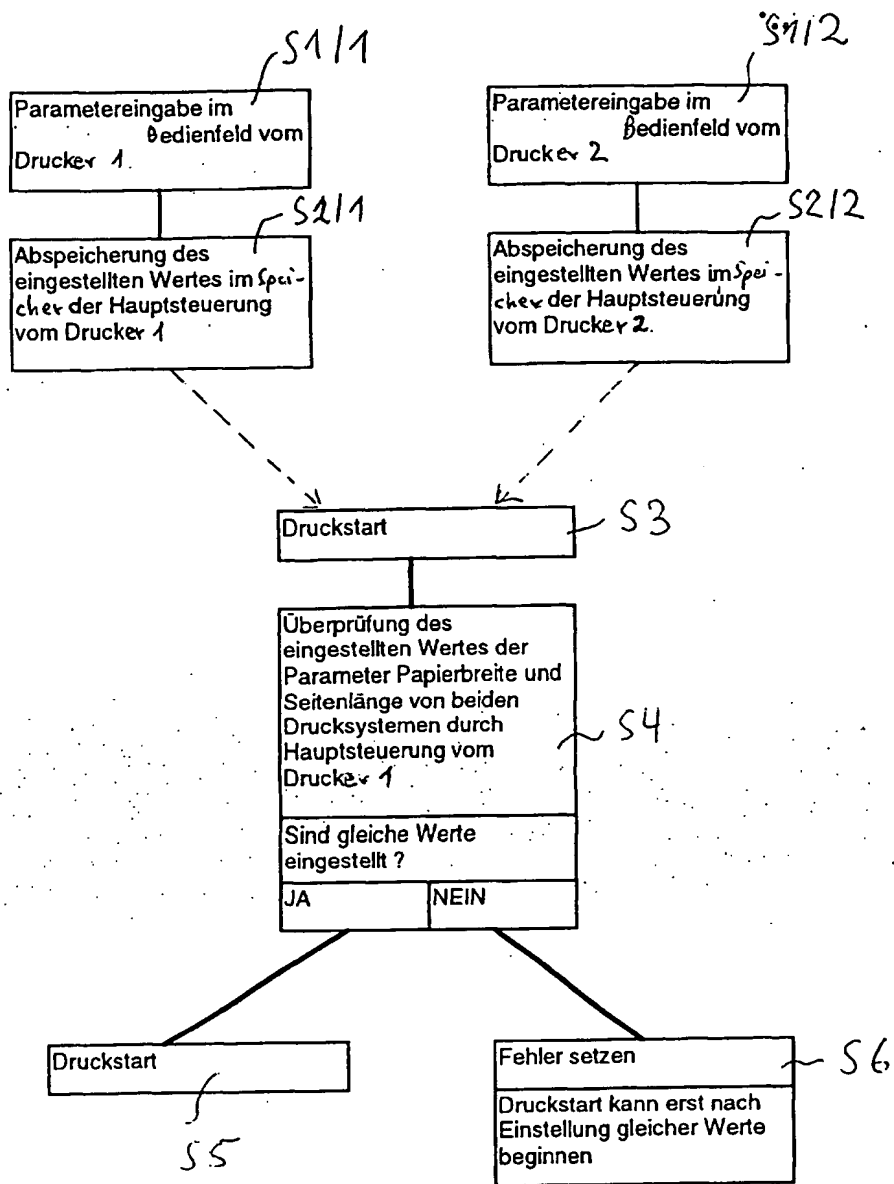 S1/1
S1/2
Parametereingabe im
Bedienfeld vom
Drucker 1.
Parametereingabe im
Bedienfeld vom
Drucker 2
S2/1
S2/2
Abspeicherung des
eingestellten Wertes im Spei-
cher der Hauptsteuerung
vom Drucker 1
Abspeicherung des
eingestellten Wertes im Spei-
cher der Hauptsteuerung
vom Drucker 2.
Druckstart
S3
Überprüfung des
eingestellten Wertes der
Parameter Papierbreite und
Seitenlänge von beiden
Drucksystemen durch
Hauptsteuerung vom
Drucker 1
S4
Sind gleiche Werte
eingestellt ?
JA
NEIN
Druckstart
S5
Fehler setzen
S6
Druckstart kann erst nach
Einstellung gleicher Werte
beginnen